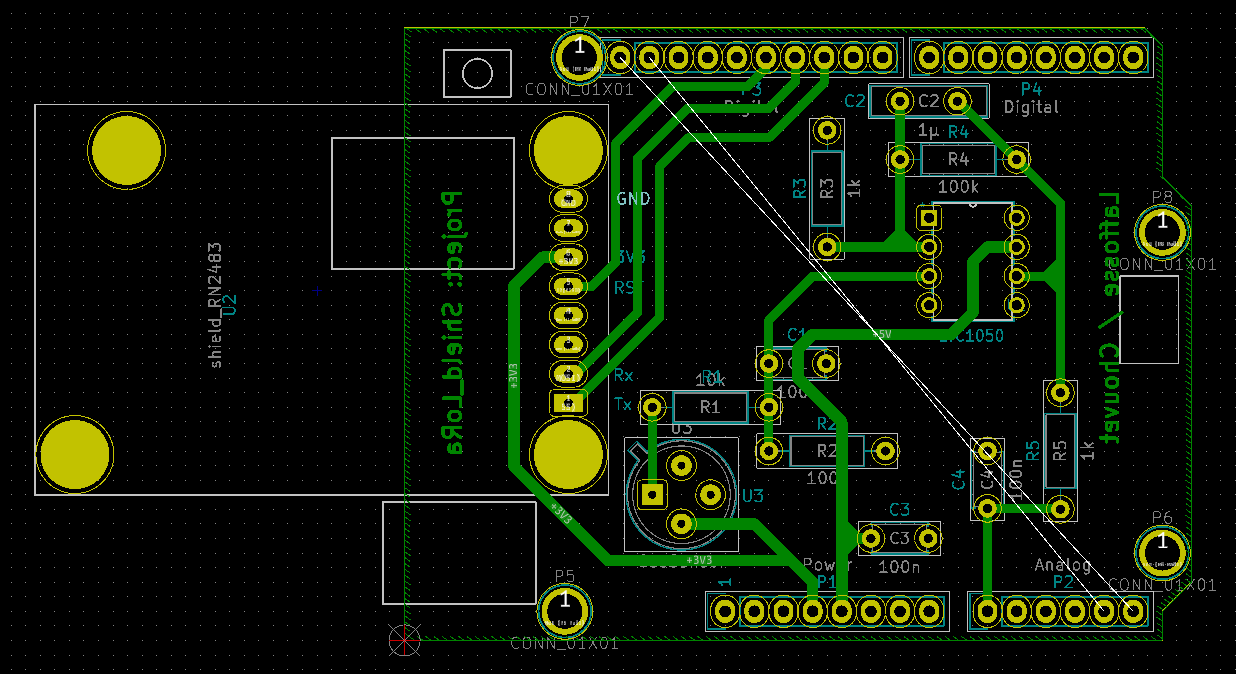 P7
1
CONN_01X01
P3
Digital
P4
Digital
C2
C2
1µ
R4
R4
100k
R3
R3
1k
P8
1
CONN_01X01
GND
3V3
RST
Rx
Tx
shield_RN2483
U2
Project: Shield_LoRa
Laffosse / Chouvet
+3V3
+5V
LTC1050
C1
10k
R1
R1
R2
R2
100
U3
U3
C4
C4
100n
R5
R5
1k
+3V3
+3V3
C3
C3
100n
Power
P1
1
Analog
P2
P6
1
CONN_01X01
P5
1
CONN_01X01